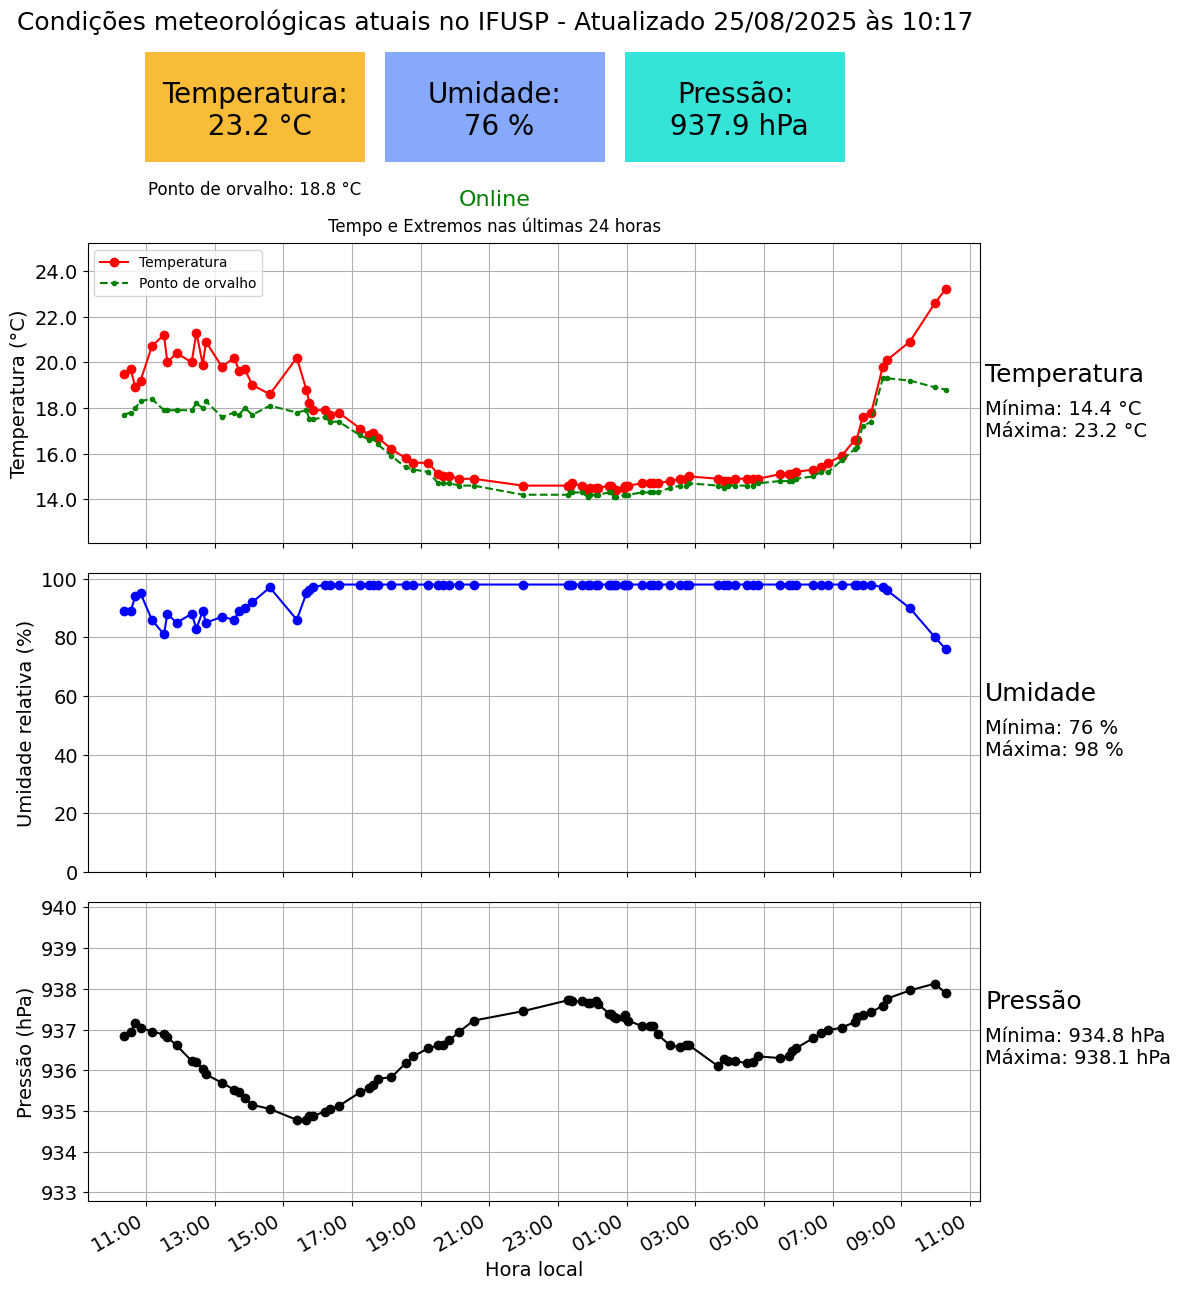 Condições meteorológicas atuais no IFUSP - Atualizado 25/08/2025 às 10:17
Temperatura:
23.2 °C
Umidade:
76 %
Pressão:
937.9 hPa
Ponto de orvalho: 18.8 °C
Online
Tempo e Extremos nas últimas 24 horas
Temperatura
Ponto de orvalho
Temperatura (°C)
24.0
22.0
20.0
18.0
16.0
14.0
Temperatura
Mínima: 14.4 °C
Máxima: 23.2 °C
Umidade relativa (%)
100
80
60
40
20
0
Umidade
Mínima: 76 %
Máxima: 98 %
Pressão (hPa)
940
939
938
937
936
935
934
933
Pressão
Mínima: 934.8 hPa
Máxima: 938.1 hPa
11:00
13:00
15:00
17:00
19:00
21:00
23:00
01:00
03:00
05:00
07:00
09:00
11:00
Hora local